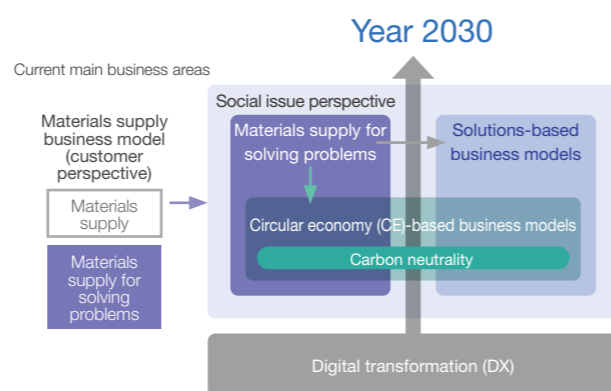 Year 2030
Current main business areas
Materials supply
business model
(customer
perspective)
Materials
supply
Materials
supply for
solving
problems
Social issue perspective
Materials supply for
solving problems
Solutions-based
business models
Circular economy (CE)-based business models
Carbon neutrality
Digital transformation (DX)